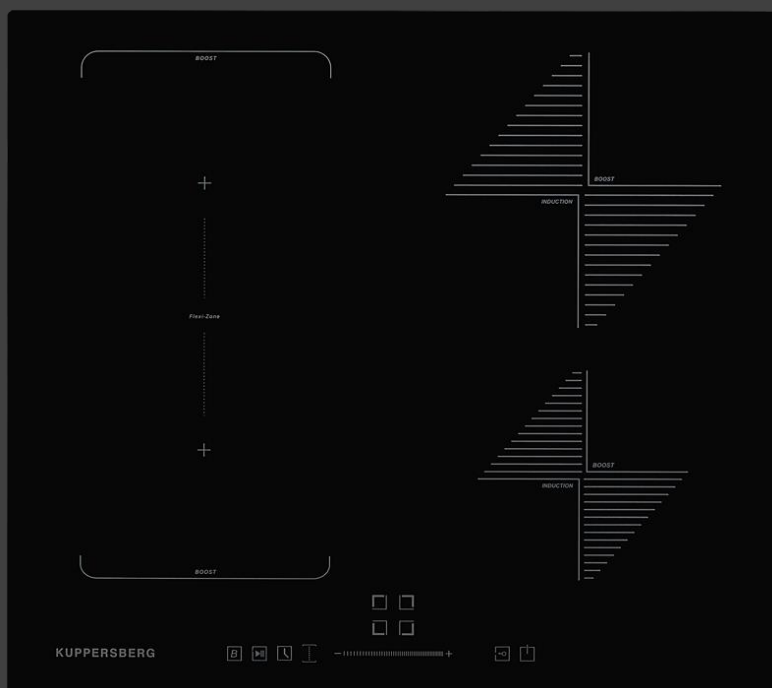 BOOST
BOOST
INDUCTION
Flexi-Zone
BOOST
INDUCTION
BOOST
KUPPERSBERG
B